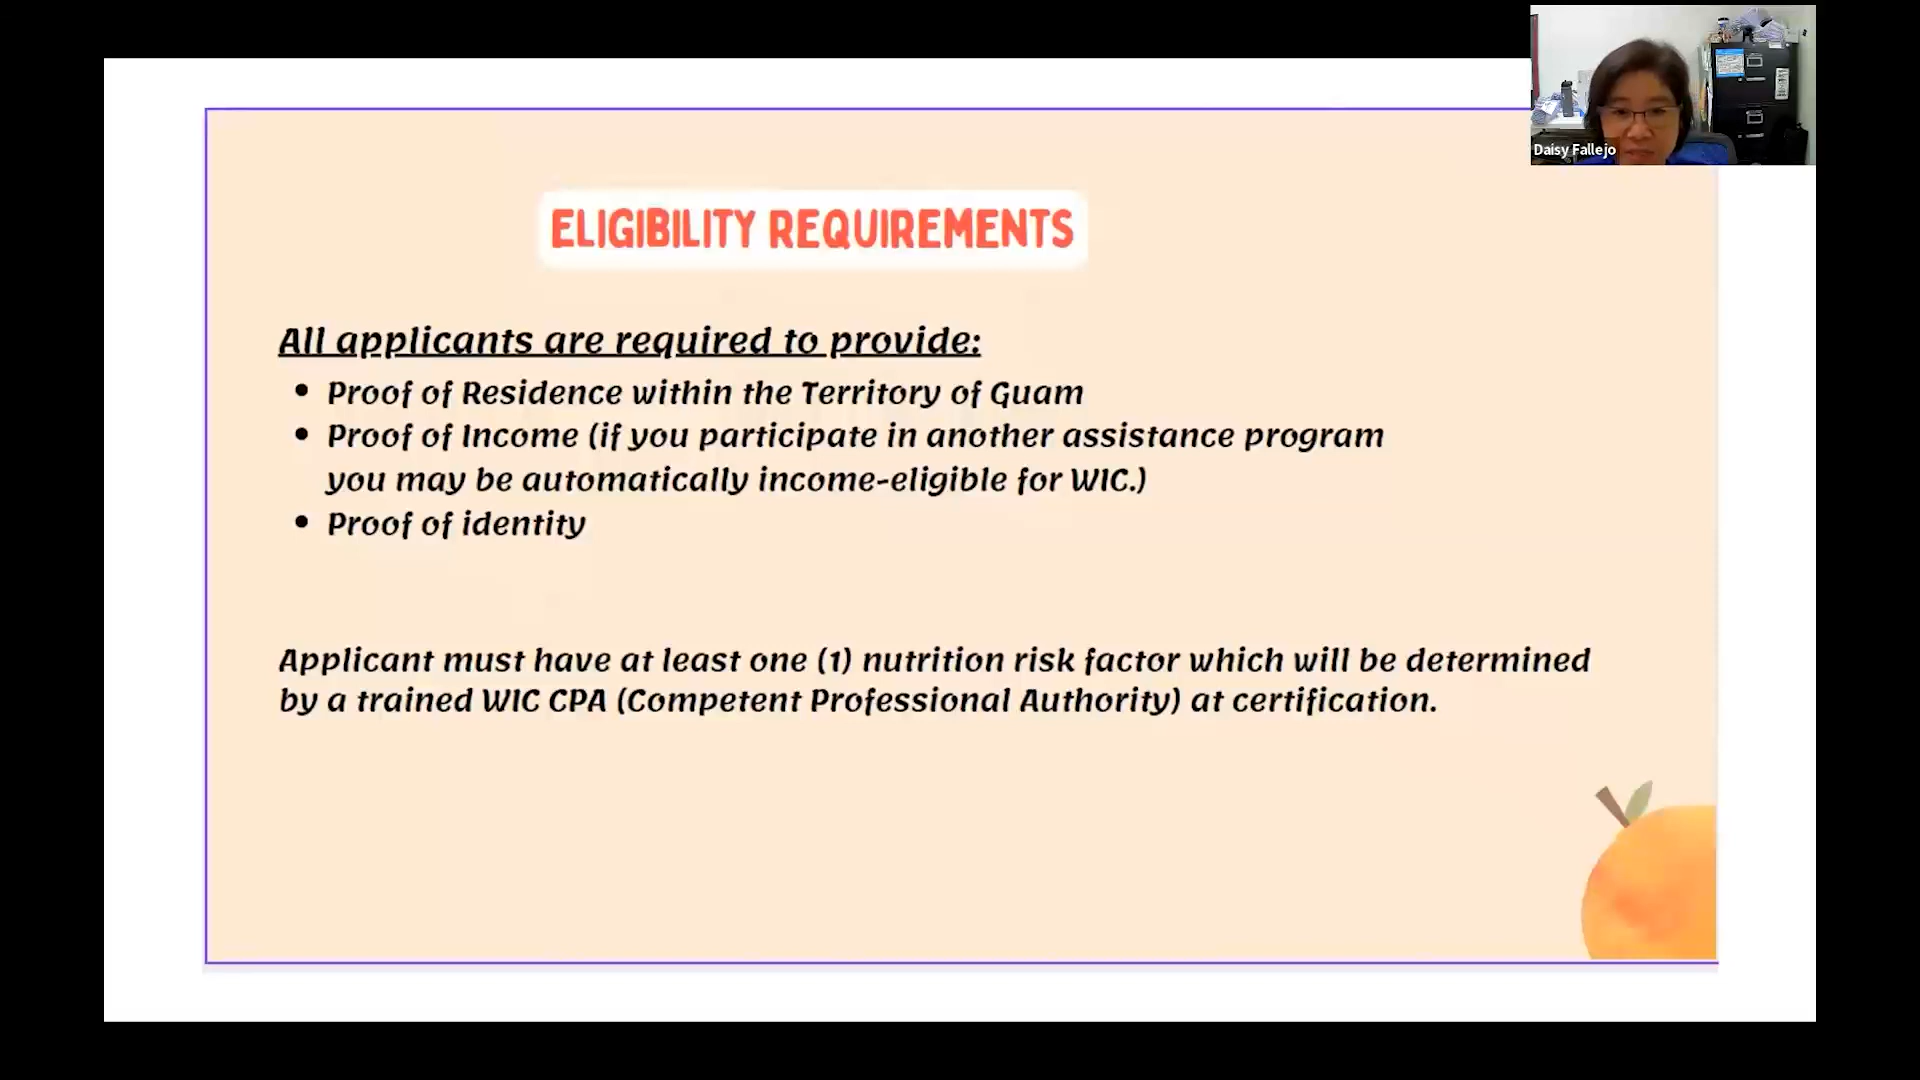 Daisy Fallejo
ELIGIBILITY REQUIREMENTS
All applicants are required to provide:
• Proof of Residence within the Territory of Guam
• Proof of Income (if you participate in another assistance program
you may be automatically income-eligible for WIC.)
• Proof of identity
Applicant must have at least one (1) nutrition risk factor which will be determined
by a trained WIC CPA (Competent Professional Authority) at certification.